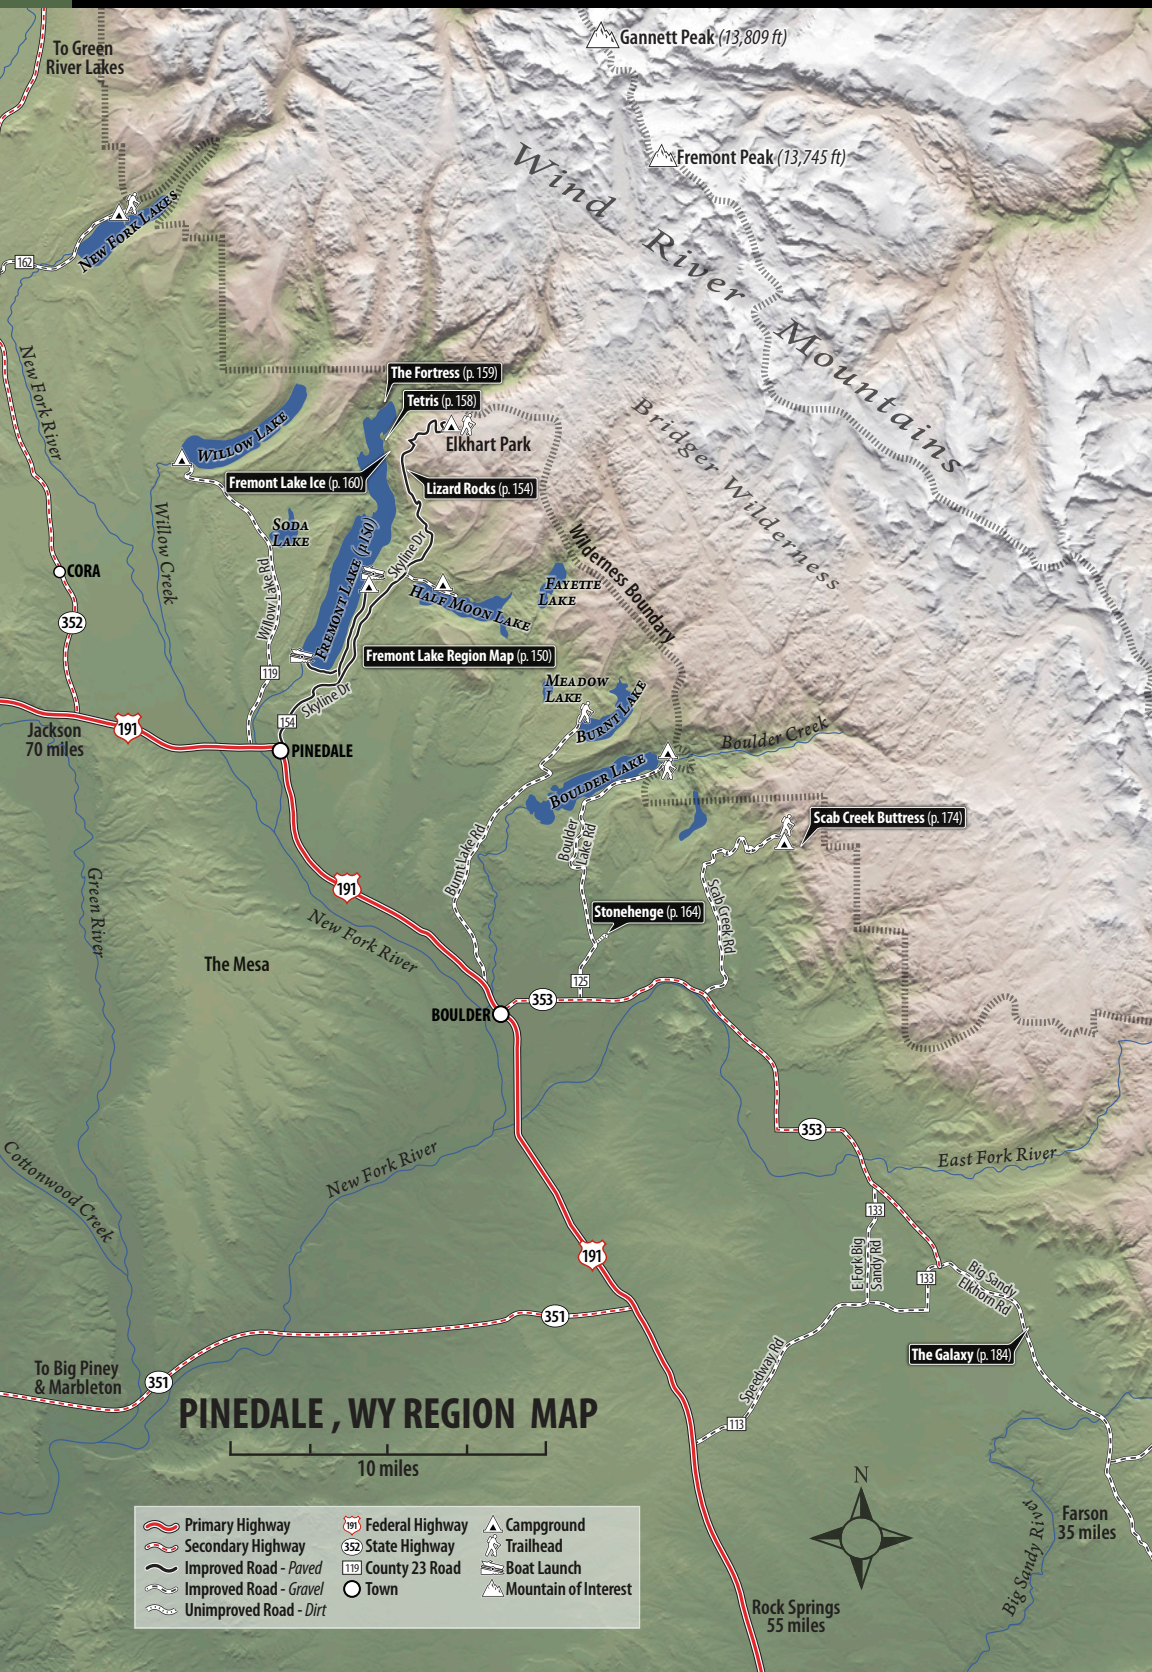 Gannett Peak (13,809 ft)
To Green
River Lakes
Fremont Peak (13,745 ft)
Wind River Mountains
New Fork Lakes
162
New Fork River
The Fortress (p. 159)
Tetris (p. 158)
Bridger Wilderness
Willow Lake
Elkhart Park
Fremont Lake Ice (p. 160)
Lizard Rocks (p. 154)
Soda
Lake
Willow Creek
Wilderness Boundary
Skyline Dr
CORA
Fremont Lake (p.150)
Half Moon Lake
Fayette
Lake
Willow Lake Rd
352
Fremont Lake Region Map (p. 150)
119
Meadow
Lake
Burnt Lake
Skyline Dr
154
Jackson
70 miles
191
PINEDALE
Boulder Creek
Boulder Lake
Scab Creek Buttress (p. 174)
Boulder
Lake Rd
Burnt Lake Rd
191
Scab Creek Rd
Stonehenge (p. 164)
Green River
New Fork River
The Mesa
125
353
BOULDER
353
East Fork River
New Fork River
Cottonwood Creek
133
191
E Fork Big
Sandy Rd
133
Big Sandy
Elkhorn Rd
351
The Galaxy (p. 184)
Speedway Rd
To Big Piney
& Marbleton
351
113
PINEDALE , WY REGION MAP
10 miles
N
Big Sandy River
Farson
35 miles
Primary Highway
Secondary Highway
Improved Road - Paved
Improved Road - Gravel
Unimproved Road - Dirt
191 Federal Highway
352 State Highway
119 County 23 Road
Town
Campground
Trailhead
Boat Launch
Mountain of Interest
Rock Springs
55 miles